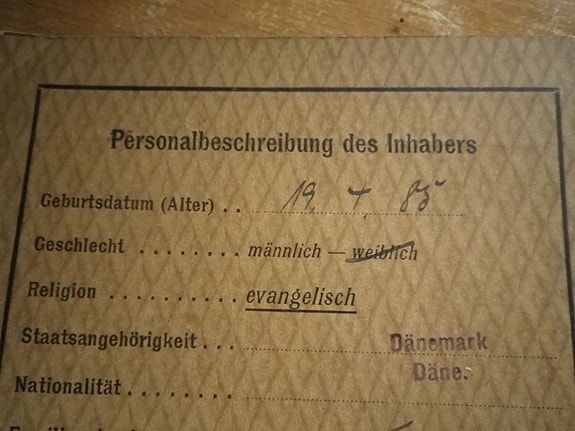 Personalbeschreibung des Inhabers
Geburtsdatum (Alter) . . 19. 4. 85
Geschlecht . . . . . . . . männlich — weiblich
Religion . . . . . . . . . . evangelisch
Staatsangehörigkeit . . . Dänemark
Nationalität . . . . . . . . Däne.